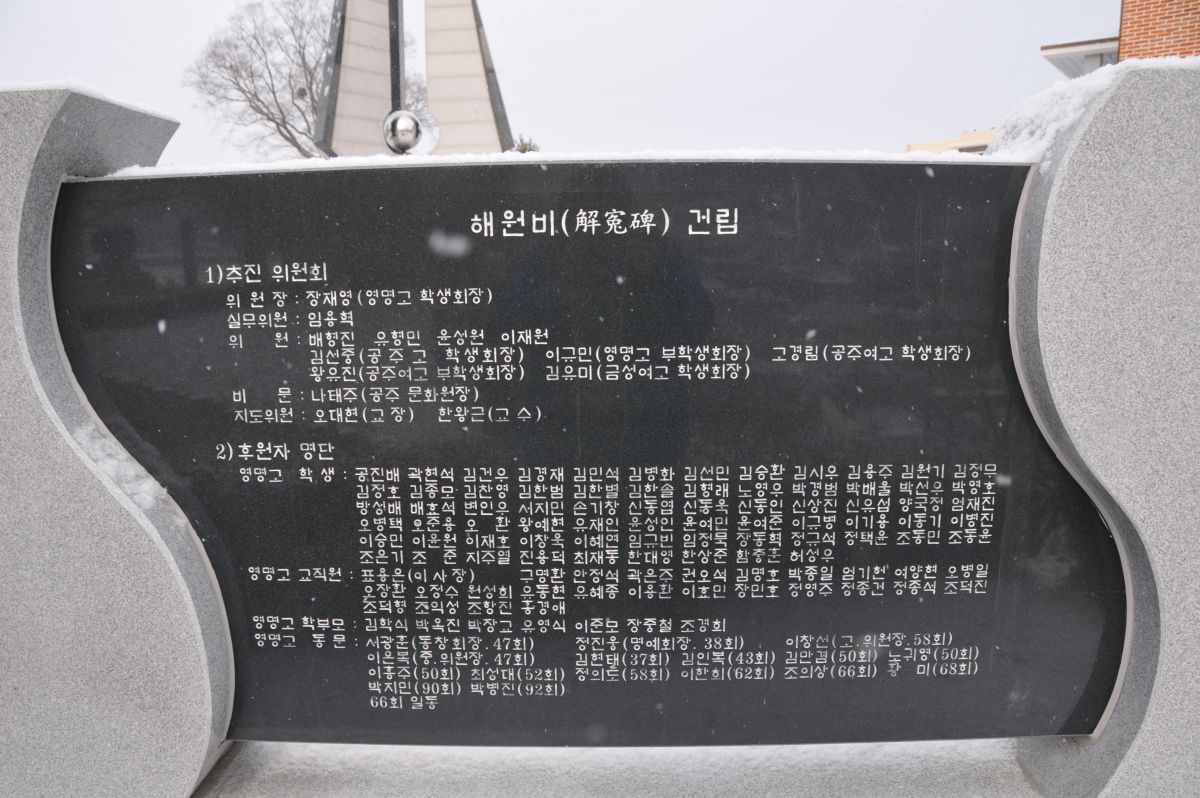 해원비(解冤碑) 건립
1)추진 위원회
위 원 장 : 장재영(영명고 학생회장)
실무위원 : 임용혁
위 원 : 배형진 유형민 윤성원 이재원
김선중(공 주 고 학생회장) 이규민(영명고 부학생회장) 고경림(공주여고 학생회장)
왕유진(공주여고 부학생회장) 김유미(금성여고 학생회장)
비 문 : 나태주(공주 문화원장)
지도위원 : 오대현(교 장) 한왕근(교 수)
2)후원자 명단
영명고 학 생 : 공진배 곽현석 김건우 김경재 김민석 김병화 김선민 김승환 김시우 김용주 김원기 김정무
김정호 김종모 김찬영 김한범 김한별 김한슬 김형래 노영우 박경범 박배율 박선우 박영호
방성배 배호석 변인우 서지민 손기창 신동엽 신동옥 신동인 신상진 신유섭 양국정 엄재진
오병택 오준용 오 환 왕예현 유재인 윤성인 윤여민 윤여준 이규병 이기용 이동기 이병진
이승민 이윤원 이재호 이창욱 이혜연 임규빈 임정묵 장동혁 정규석 정택윤 조동민 조동윤
조은기 조 준 지주열 진용덕 최재동 한대영 한상준 함종훈 허성우
영명고 교직원 : 표용은(이 사 장) 구명환 안정석 곽은주 권오석 김명호 박종일 엄기헌 여양현 오병일
오장환 오정수 원성희 유동현 유혜종 이용환 이효민 장민호 장영주 정종건 정종석 조덕진
조덕형 조익성 조항진 홍경애
영명고 학부모 : 김학식 박옥진 박장고 유영식 이준모 장중철 조경희
영명고 동 문 : 서광훈(동창회장.47회) 정진웅(명예회장.38회) 이창선(고.위원장.58회)
이은복(중.위원장.47회) 김현태(37회) 김인복(43회) 김만겸(50회) 노귀영(50회)
이홍주(50회) 최성대(52회) 정의도(58회) 이한희(62회) 조의상(66회) 황 미(68회)
박지민(90회) 박병진(92회)
66회 일동